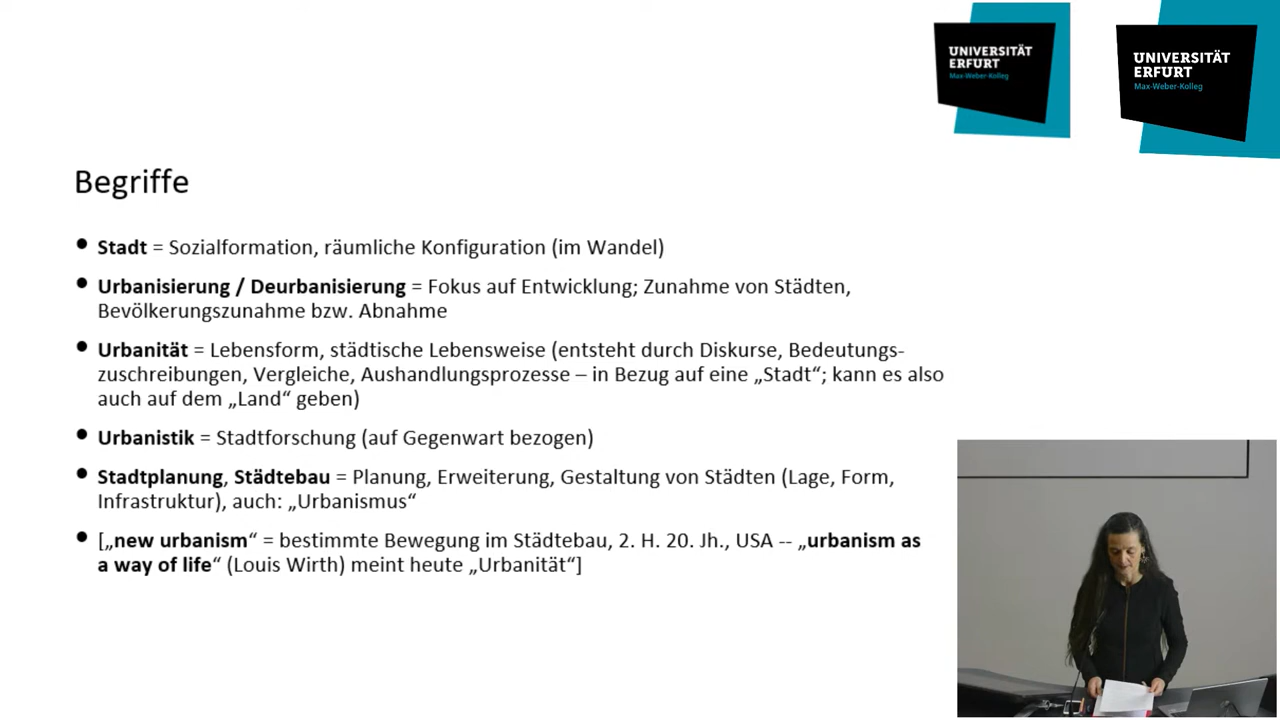 UNIVERSITÄT
ERFURT
Max-Weber-Kolleg
UNIVERSITÄT
ERFURT
Max-Weber-Kolleg
Begriffe
• Stadt = Sozialformation, räumliche Konfiguration (im Wandel)
• Urbanisierung / Deurbanisierung = Fokus auf Entwicklung; Zunahme von Städten,
Bevölkerungszunahme bzw. Abnahme
• Urbanität = Lebensform, städtische Lebensweise (entsteht durch Diskurse, Bedeutungs-
zuschreibungen, Vergleiche, Aushandlungsprozesse – in Bezug auf eine „Stadt“; kann es also
auch auf dem „Land“ geben)
• Urbanistik = Stadtforschung (auf Gegenwart bezogen)
• Stadtplanung, Städtebau = Planung, Erweiterung, Gestaltung von Städten (Lage, Form,
Infrastruktur), auch: „Urbanismus“
• [„new urbanism“ = bestimmte Bewegung im Städtebau, 2. H. 20. Jh., USA -- „urbanism as
a way of life“ (Louis Wirth) meint heute „Urbanität“]